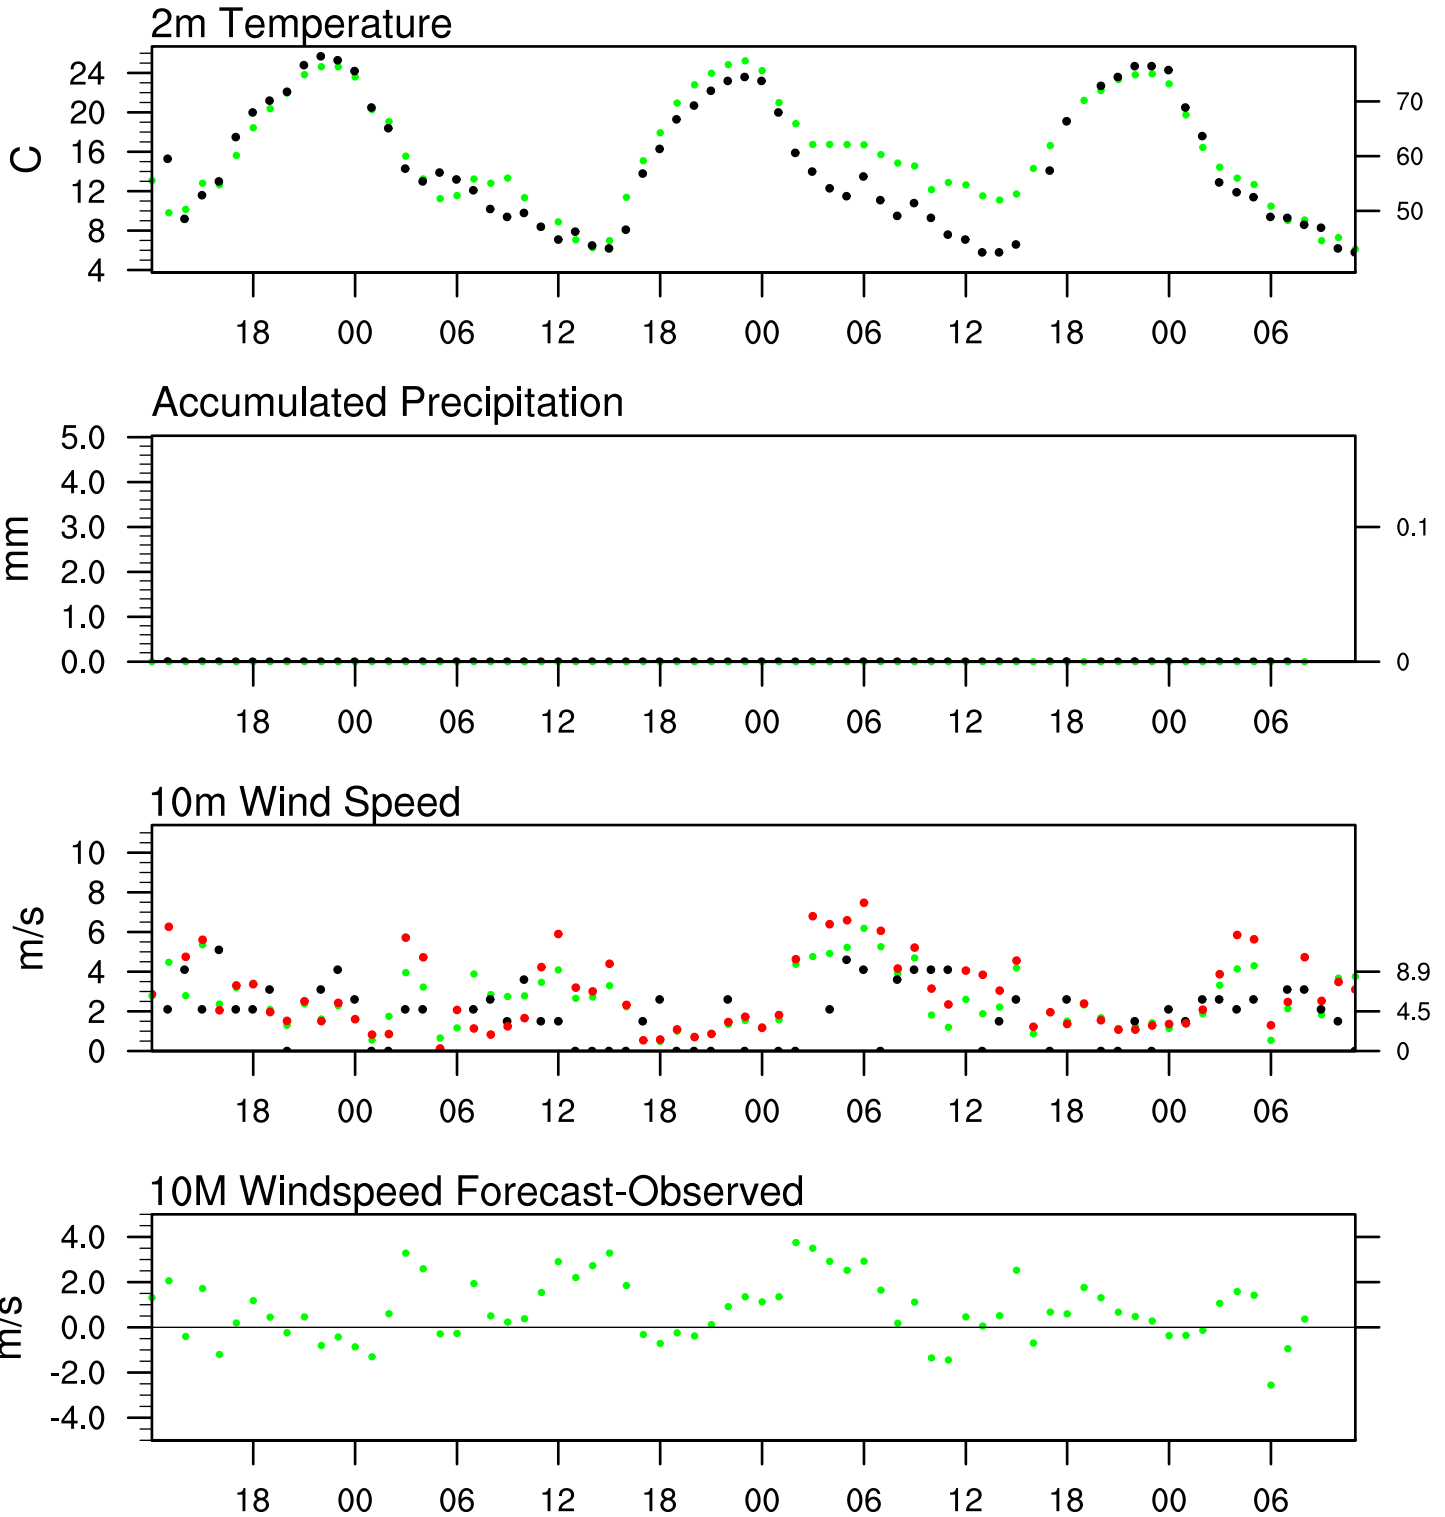 2m Temperature
24
20
16
12
8
4
C
70
60
50
18 00 06 12 18 00 06 12 18 00 06
Accumulated Precipitation
5.0
4.0
3.0
2.0
1.0
0.0
mm
0.1
0
18 00 06 12 18 00 06 12 18 00 06
10m Wind Speed
10
8
6
4
2
0
m/s
8.9
4.5
0
18 00 06 12 18 00 06 12 18 00 06
10M Windspeed Forecast-Observed
4.0
2.0
0.0
-2.0
-4.0
m/s
18 00 06 12 18 00 06 12 18 00 06